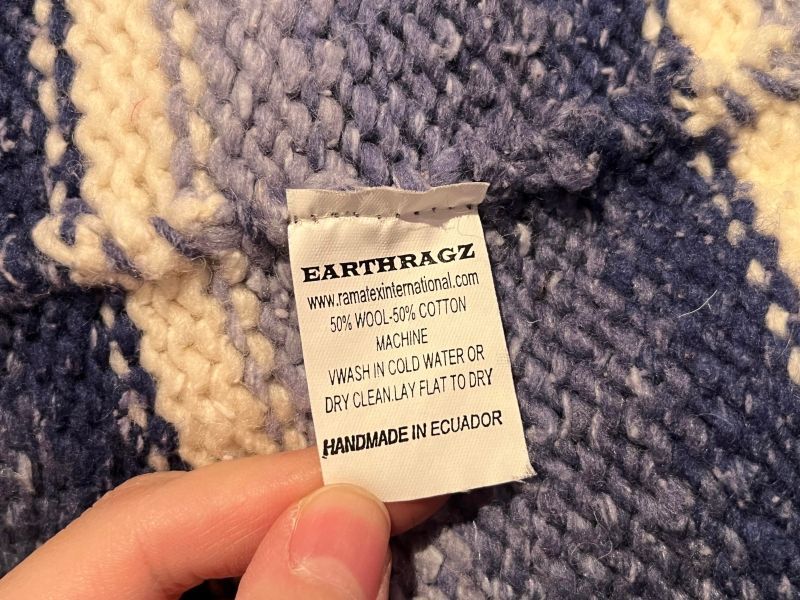 EARTHRAGZ
www.ramatexinternational.com
50% WOOL-50% COTTON
MACHINE
VWASH IN COLD WATER OR
DRY CLEAN.LAY FLAT TO DRY
HANDMADE IN ECUADOR